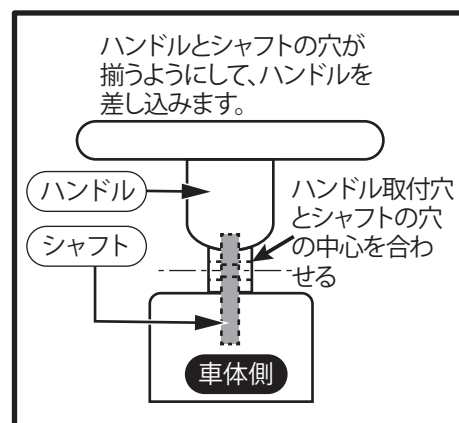 ハンドルとシャフトの穴が
揃うようにして、ハンドルを
差し込みます。
ハンドル
シャフト
ハンドル取付穴
とシャフトの穴
の中心を合わ
せる
車体側